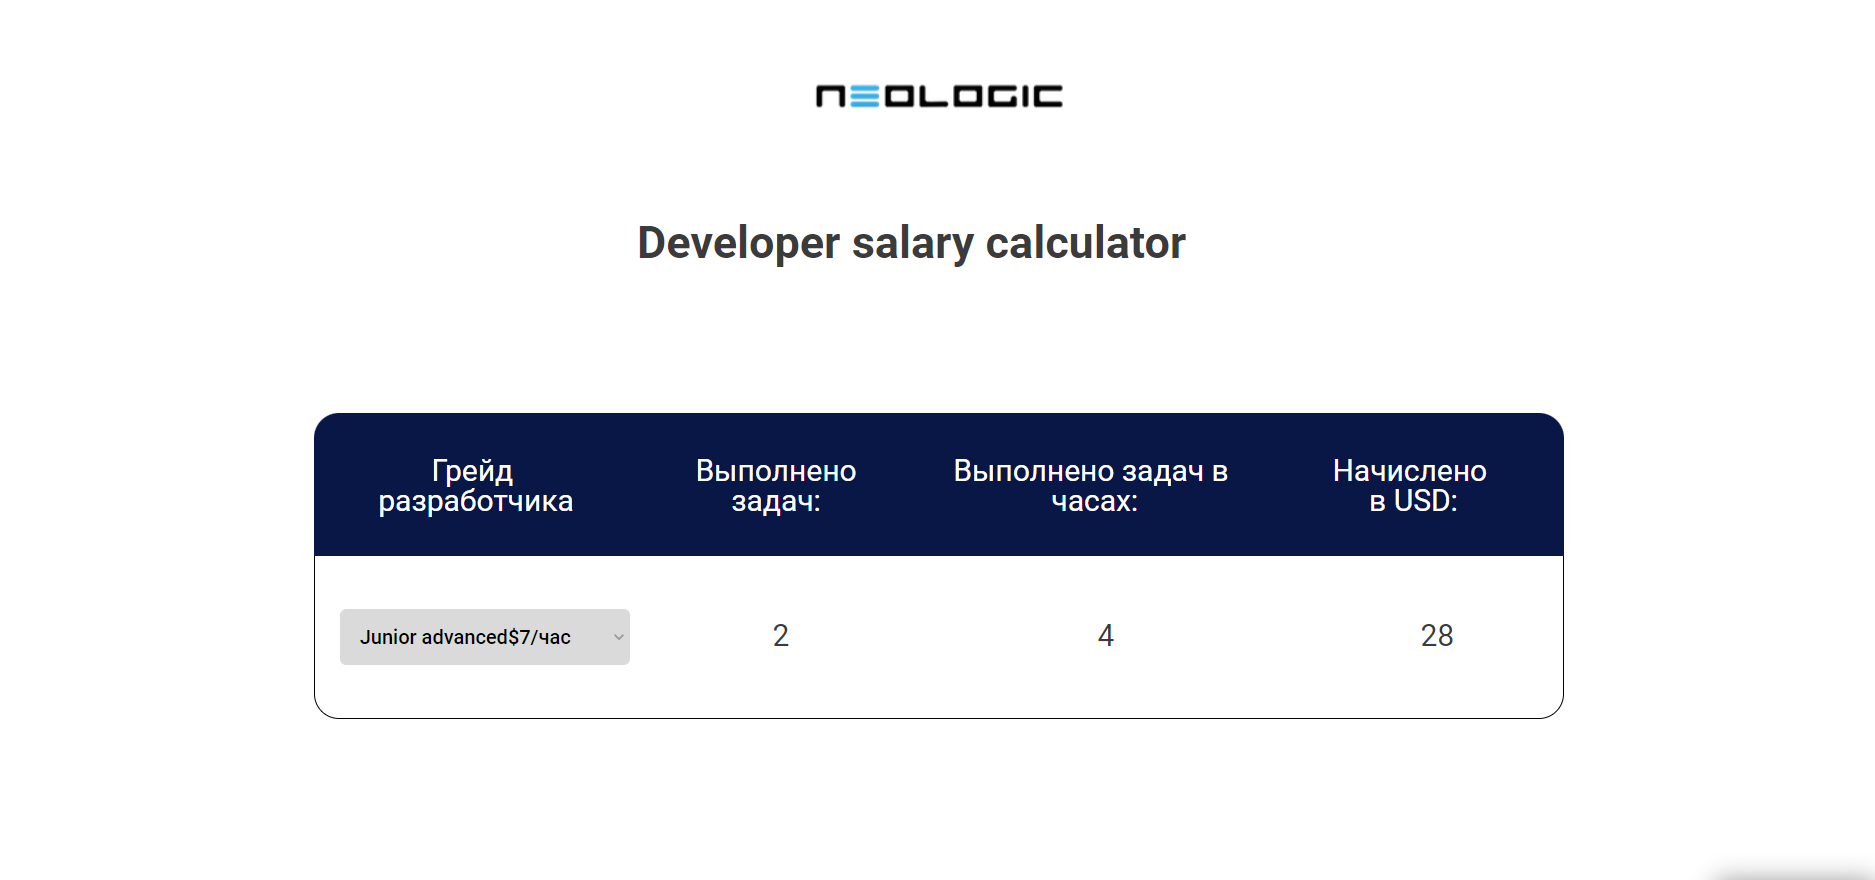 NEOLOGIC
Developer salary calculator
Грейд
разработчика
Выполнено
задач:
Выполнено задач в
часах:
Начислено
в USD:
Junior advanced$7/час
2
4
28